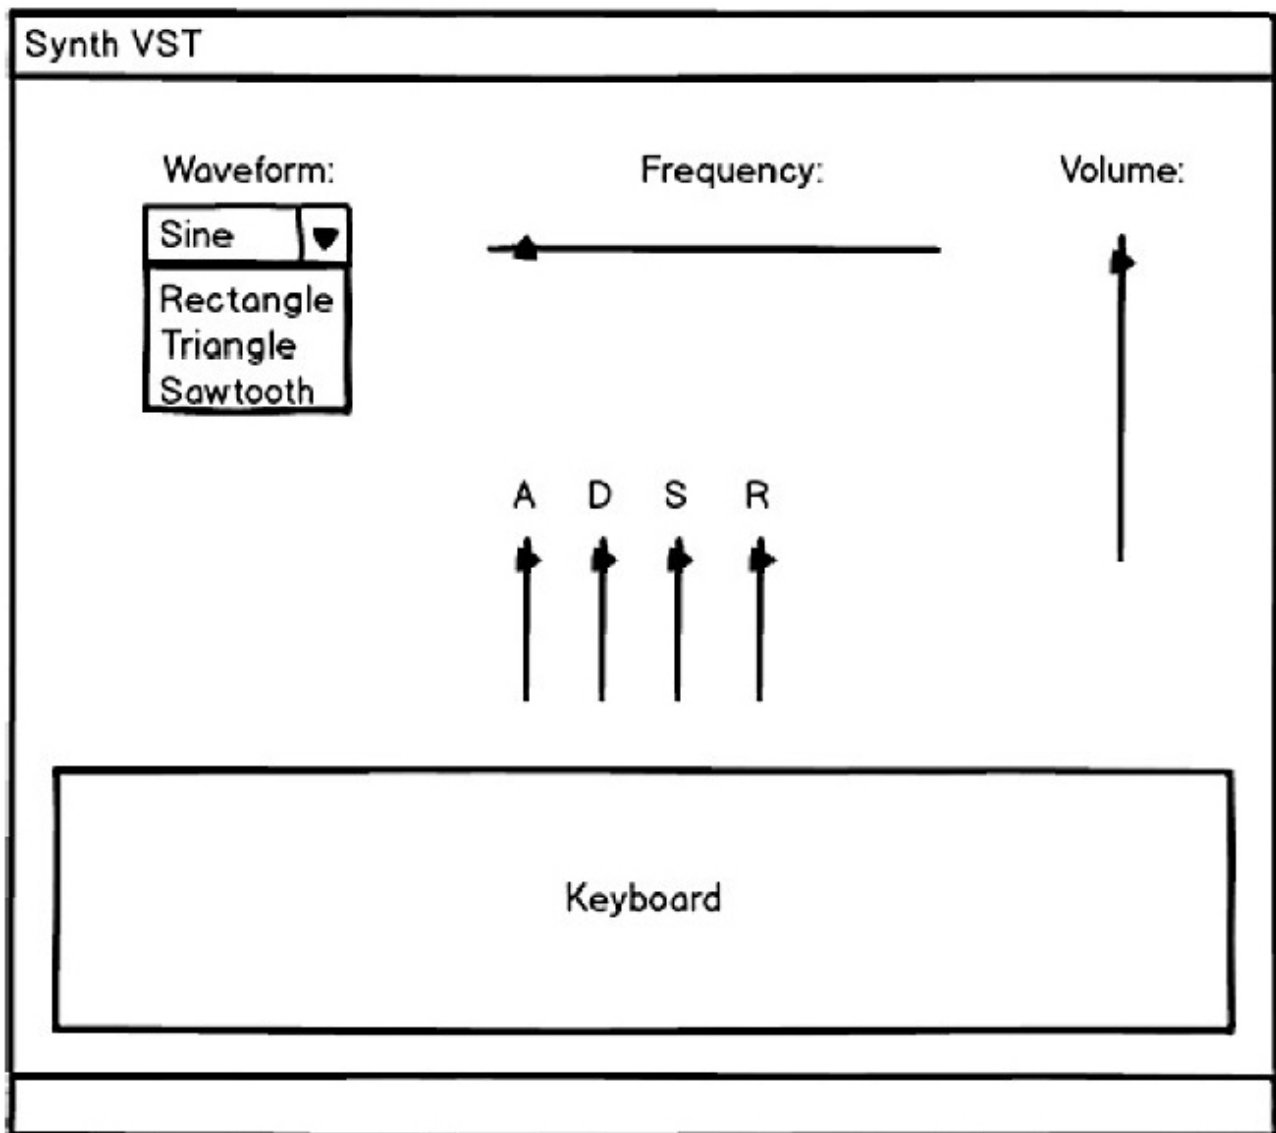 Synth VST
Waveform:
Frequency:
Volume:
Sine
Rectangle
Triangle
Sawtooth
A D S R
Keyboard